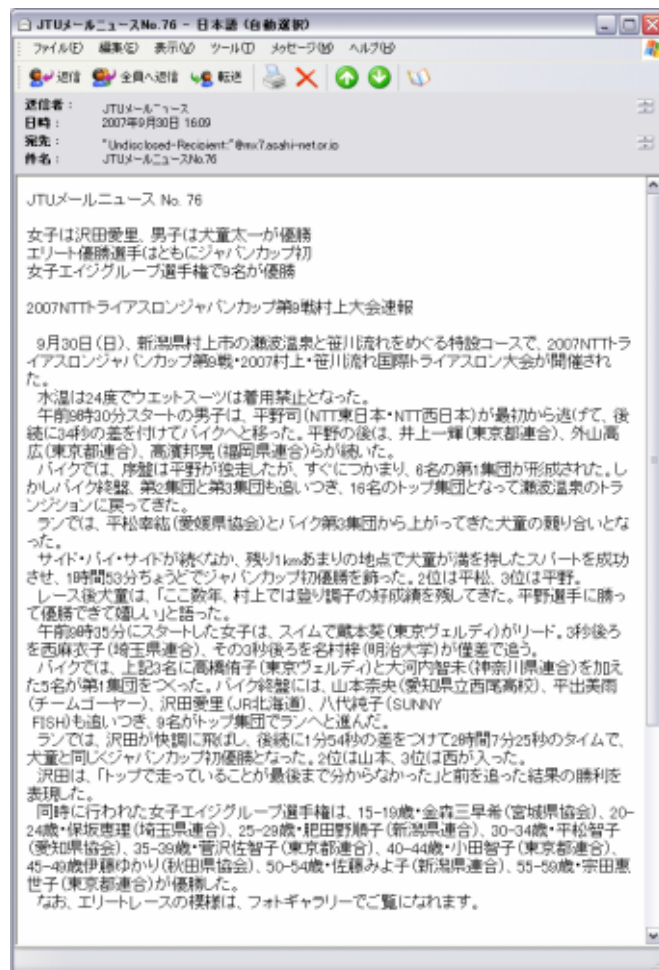 JTUメールニュースNo.76 - 日本語 (自動選択)
ファイル(F) 編集(E) 表示(V) ツール(T) メッセージ(M) ヘルプ(H)
返信 全員へ返信 転送
送信者: JTUメールニュース
日時: 2007年9月30日 16:09
宛先: "Undisclosed-Recipient:"@mx7.asahi-net.or.jp
件名: JTUメールニュースNo.76
JTUメールニュース No. 76
女子は沢田愛里、男子は犬童太一が優勝
エリート優勝選手はともにジャパンカップ初
女子エイジグループ選手権で9名が優勝
2007NTTトライアスロンジャパンカップ第9戦村上大会速報
9月30日(日)、新潟県村上市の瀬波温泉と笹川流れをめぐる特設コースで、2007NTTトラ
イアスロンジャパンカップ第9戦・2007村上・笹川流れ国際トライアスロン大会が開催され
た。
水温は24度でウエットスーツは着用禁止となった。
午前9時30分スタートの男子は、平野司(NTT東日本・NTT西日本)が最初から逃げて、後
続に34秒の差を付けてバイクへと移った。平野の後は、井上一輝(東京都連合)、外山高
広(東京都連合)、高濱邦晃(福岡県連合)らが続いた。
バイクでは、序盤は平野が独走したが、すぐにつかまり、6名の第1集団が形成された。し
かしバイク終盤、第2集団と第3集団も追いつき、16名のトップ集団となって瀬波温泉のトラ
ンジションに戻ってきた。
ランでは、平松幸紘(愛媛県協会)とバイク第3集団から上がってきた犬童の競り合いとな
った。
サイド・バイ・サイドが続くなか、残り1kmあまりの地点で犬童が満を持したスパートを成功
させ、1時間53分ちょうどでジャパンカップ初優勝を飾った。2位は平松、3位は平野。
レース後犬童は、「ここ数年、村上では登り調子の好成績を残してきた。平野選手に勝っ
て優勝できて嬉しい」と語った。
午前9時35分にスタートした女子は、スイムで蔵本葵(東京ヴェルディ)がリード。3秒後ろ
を西麻衣子(埼玉県連合)、その3秒後ろを名村梓(明治大学)が僅差で追う。
バイクでは、上記3名に高橋侑子(東京ヴェルディ)と大河内智未(神奈川県連合)を加え
た5名が第1集団をつくった。バイク終盤には、山本奈央(愛知県立西尾高校)、平出美雨
(チームゴーヤー)、沢田愛里(JR北海道)、八代純子(SUNNY
FISH)も追いつき、9名がトップ集団でランへと進んだ。
ランでは、沢田が快調に飛ばし、後続に1分54秒の差をつけて2時間7分25秒のタイムで、
犬童と同じくジャパンカップ初優勝となった。2位は山本、3位は西が入った。
沢田は、「トップで走っていることが最後まで分からなかった」と前を追った結果の勝利を
表現した。
同時に行われた女子エイジグループ選手権は、15-19歳・金森三早希(宮城県協会)、20-
24歳・保坂恵理(埼玉県連合)、25-29歳・肥田野順子(新潟県連合)、30-34歳・平松智子
(愛知県協会)、35-39歳・菅沢佐智子(東京都連合)、40-44歳・小田智子(東京都連合)、
45-49歳伊藤ゆかり(秋田県協会)、50-54歳・佐藤みよ子(新潟県連合)、55-59歳・宗田恵
世子(東京都連合)が優勝した。
なお、エリートレースの模様は、フォトギャラリーでご覧になれます。